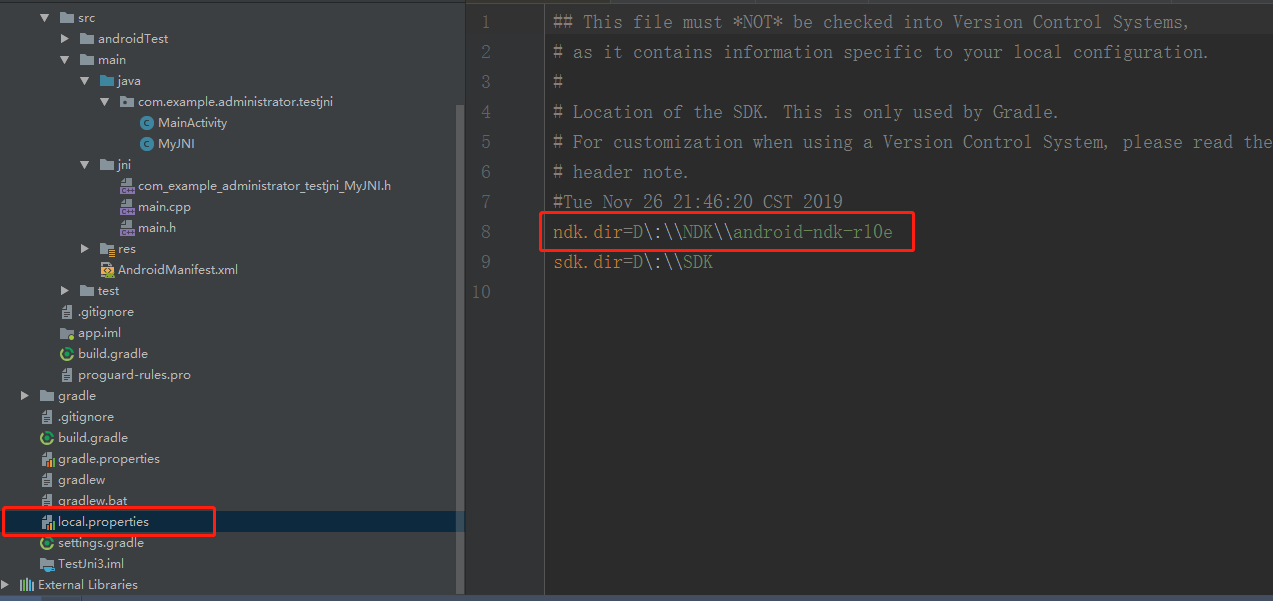 src
androidTest
main
java
com.example.administrator.testjni
MainActivity
MyJNI
jni
com_example_administrator_testjni_MyJNI.h
main.cpp
main.h
res
AndroidManifest.xml
test
.gitignore
app.iml
build.gradle
proguard-rules.pro
gradle
.gitignore
build.gradle
gradle.properties
gradlew
gradlew.bat
local.properties
settings.gradle
TestJni3.iml
External Libraries
1 ## This file must *NOT* be checked into Version Control Systems,
2 # as it contains information specific to your local configuration.
3 #
4 # Location of the SDK. This is only used by Gradle.
5 # For customization when using a Version Control System, please read the
6 # header note.
7 #Tue Nov 26 21:46:20 CST 2019
8 ndk.dir=D\:\\NDK\\android-ndk-r10e
9 sdk.dir=D\:\\SDK
10